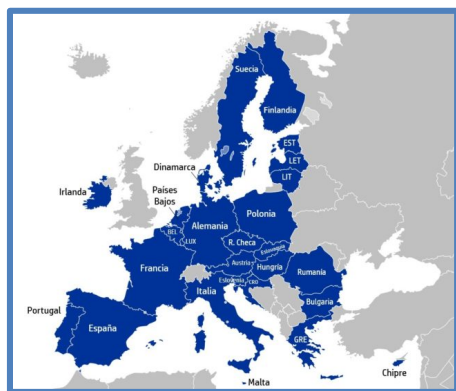 Suecia
Finlandia
EST
LET
LIT
Dinamarca
Irlanda
Países
Bajos
Alemania
Polonia
BEL
LUX
R. Checa
Eslovaquia
Francia
Austria
Hungría
Rumanía
Eslovenia
CRO
Italia
Bulgaria
Portugal
España
GRE
Malta
Chipre